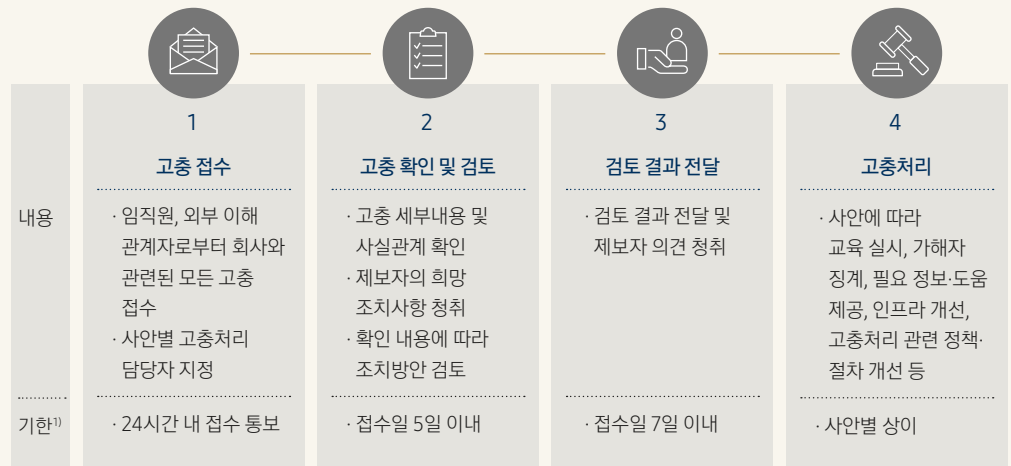 1
고충 접수
2
고충 확인 및 검토
3
검토 결과 전달
4
고충처리
내용
· 임직원, 외부 이해
관계자로부터 회사와
관련된 모든 고충
접수
· 사안별 고충처리
담당자 지정
· 고충 세부내용 및
사실관계 확인
· 제보자의 희망
조치사항 청취
· 확인 내용에 따라
조치방안 검토
· 검토 결과 전달 및
제보자 의견 청취
· 사안에 따라
교육 실시, 가해자
징계, 필요 정보·도움
제공, 인프라 개선,
고충처리 관련 정책·
절차 개선 등
기한1)
· 24시간 내 접수 통보
· 접수일 5일 이내
· 접수일 7일 이내
· 사안별 상이